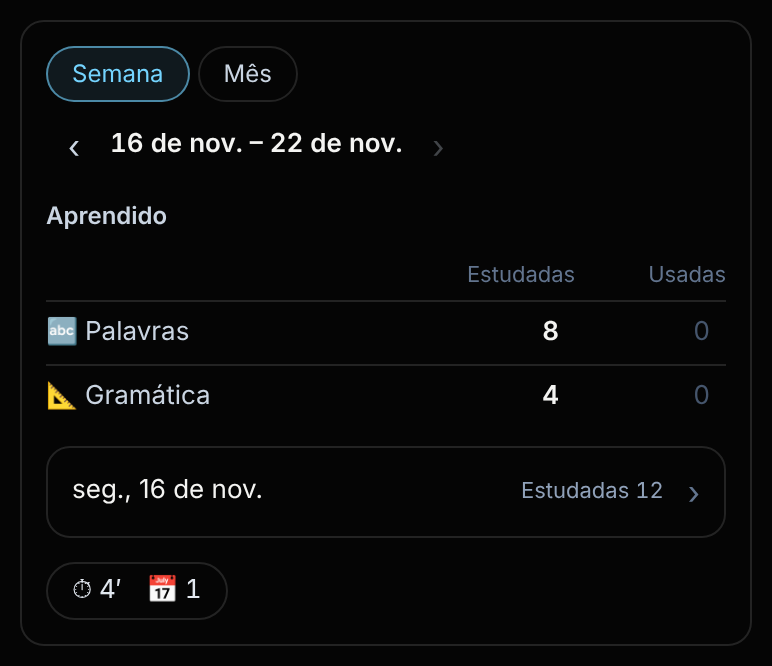 Semana Mês
‹ 16 de nov. – 22 de nov. ›
Aprendido
Estudadas Usadas
🔤 Palavras 8 0
📐 Gramática 4 0
seg., 16 de nov. Estudadas 12 ›
⏱ 4′ 📅 1